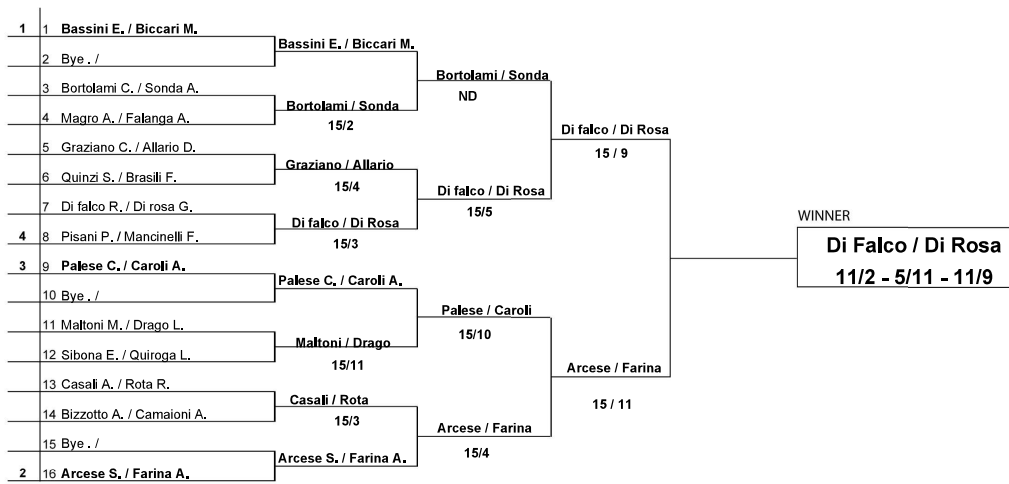 1 1 Bassini E. / Biccari M.
2 Bye . /
3 Bortolami C. / Sonda A.
4 Magro A. / Falanga A.
5 Graziano C. / Allario D.
6 Quinzi S. / Brasili F.
7 Di falco R. / Di rosa G.
4 8 Pisani P. / Mancinelli F.
3 9 Palese C. / Caroli A.
10 Bye . /
11 Maltoni M. / Drago L.
12 Sibona E. / Quiroga L.
13 Casali A. / Rota R.
14 Bizzotto A. / Camaioni A.
15 Bye . /
2 16 Arcese S. / Farina A.
Bassini E. / Biccari M.
Bortolami / Sonda
15/2
Graziano / Allario
15/4
Di falco / Di Rosa
15/3
Palese C. / Caroli A.
Maltoni / Drago
15/11
Casali / Rota
15/3
Arcese S. / Farina A.
Bortolami / Sonda
ND
Di falco / Di Rosa
15/5
Palese / Caroli
15/10
Arcese / Farina
15/4
Di falco / Di Rosa
15 / 9
Arcese / Farina
15 / 11
WINNER
Di Falco / Di Rosa
11/2 - 5/11 - 11/9